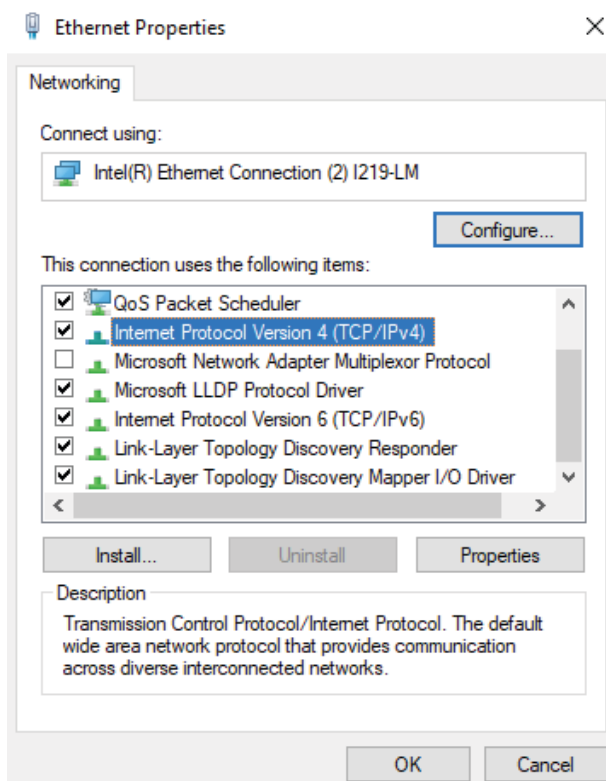 Ethernet Properties
Networking
Connect using:
Intel(R) Ethernet Connection (2) I219-LM
Configure...
This connection uses the following items:
QoS Packet Scheduler
Internet Protocol Version 4 (TCP/IPv4)
Microsoft Network Adapter Multiplexor Protocol
Microsoft LLDP Protocol Driver
Internet Protocol Version 6 (TCP/IPv6)
Link-Layer Topology Discovery Responder
Link-Layer Topology Discovery Mapper I/O Driver
Install...
Uninstall
Properties
Description
Transmission Control Protocol/Internet Protocol. The default
wide area network protocol that provides communication
across diverse interconnected networks.
OK
Cancel